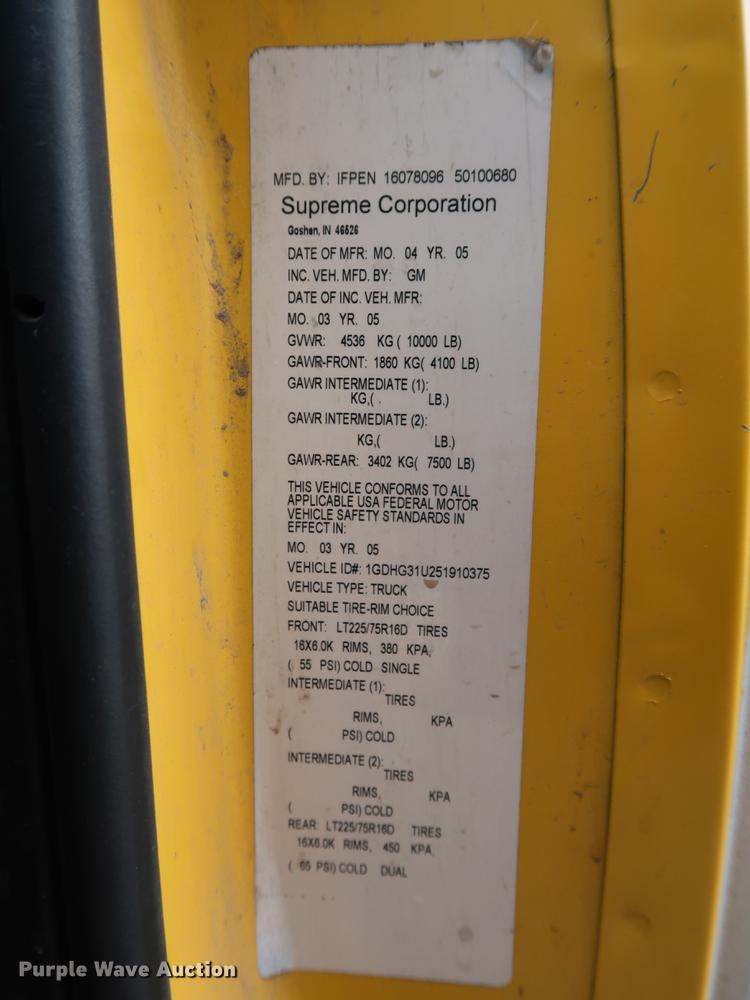 MFD. BY: IFPEN 16078096 50100680
Supreme Corporation
Goshen, IN 46526
DATE OF MFR: MO. 04 YR. 05
INC. VEH. MFD. BY: GM
DATE OF INC. VEH. MFR:
MO. 03 YR. 05
GVWR: 4536 KG ( 10000 LB)
GAWR-FRONT: 1860 KG( 4100 LB)
GAWR INTERMEDIATE (1):
KG,( . LB.)
GAWR INTERMEDIATE (2):
KG,( LB.)
GAWR-REAR: 3402 KG( 7500 LB)
THIS VEHICLE CONFORMS TO ALL
APPLICABLE USA FEDERAL MOTOR
VEHICLE SAFETY STANDARDS IN
EFFECT IN:
MO. 03 YR. 05
VEHICLE ID#: 1GDHG31U251910375
VEHICLE TYPE: TRUCK
SUITABLE TIRE-RIM CHOICE
FRONT: LT225/75R16D TIRES
16X6.0K RIMS, 380 KPA,
( 55 PSI) COLD SINGLE
INTERMEDIATE (1):
TIRES
RIMS, KPA
( PSI) COLD
INTERMEDIATE (2):
TIRES
RIMS, KPA
( PSI) COLD
REAR: LT225/75R16D TIRES
16X6.0K RIMS, 450 KPA
( 65 PSI) COLD DUAL
Purple Wave Auction